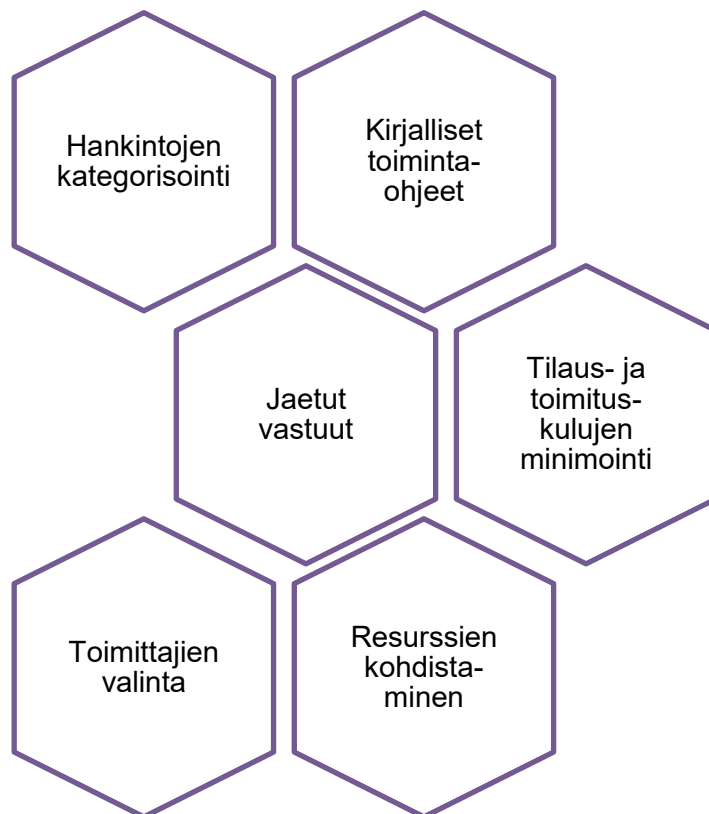 Hankintojen
kategorisointi
Kirjalliset
toiminta-
ohjeet
Jaetut
vastuut
Tilaus- ja
toimitus-
kulujen
minimointi
Toimittajien
valinta
Resurssien
kohdista-
minen